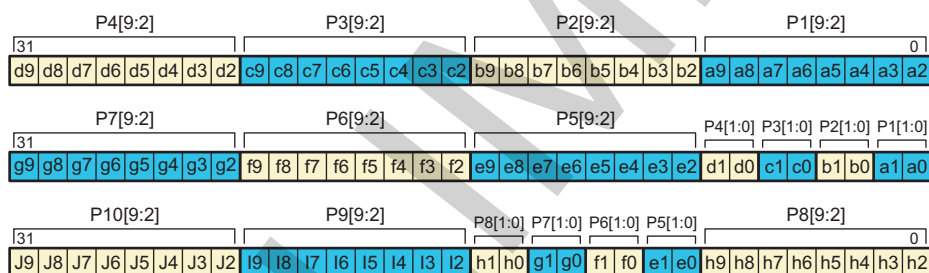 P4[9:2] P3[9:2] P2[9:2] P1[9:2]
31 0
d9 d8 d7 d6 d5 d4 d3 d2 c9 c8 c7 c6 c5 c4 c3 c2 b9 b8 b7 b6 b5 b4 b3 b2 a9 a8 a7 a6 a5 a4 a3 a2
P7[9:2] P6[9:2] P5[9:2] P4[1:0] P3[1:0] P2[1:0] P1[1:0]
31
g9 g8 g7 g6 g5 g4 g3 g2 f9 f8 f7 f6 f5 f4 f3 f2 e9 e8 e7 e6 e5 e4 e3 e2 d1 d0 c1 c0 b1 b0 a1 a0
P10[9:2] P9[9:2] P8[1:0] P7[1:0] P6[1:0] P5[1:0] P8[9:2]
31 0
J9 J8 J7 J6 J5 J4 J3 J2 I9 I8 I7 I6 I5 I4 I3 I2 h1 h0 g1 g0 f1 f0 e1 e0 h9 h8 h7 h6 h5 h4 h3 h2